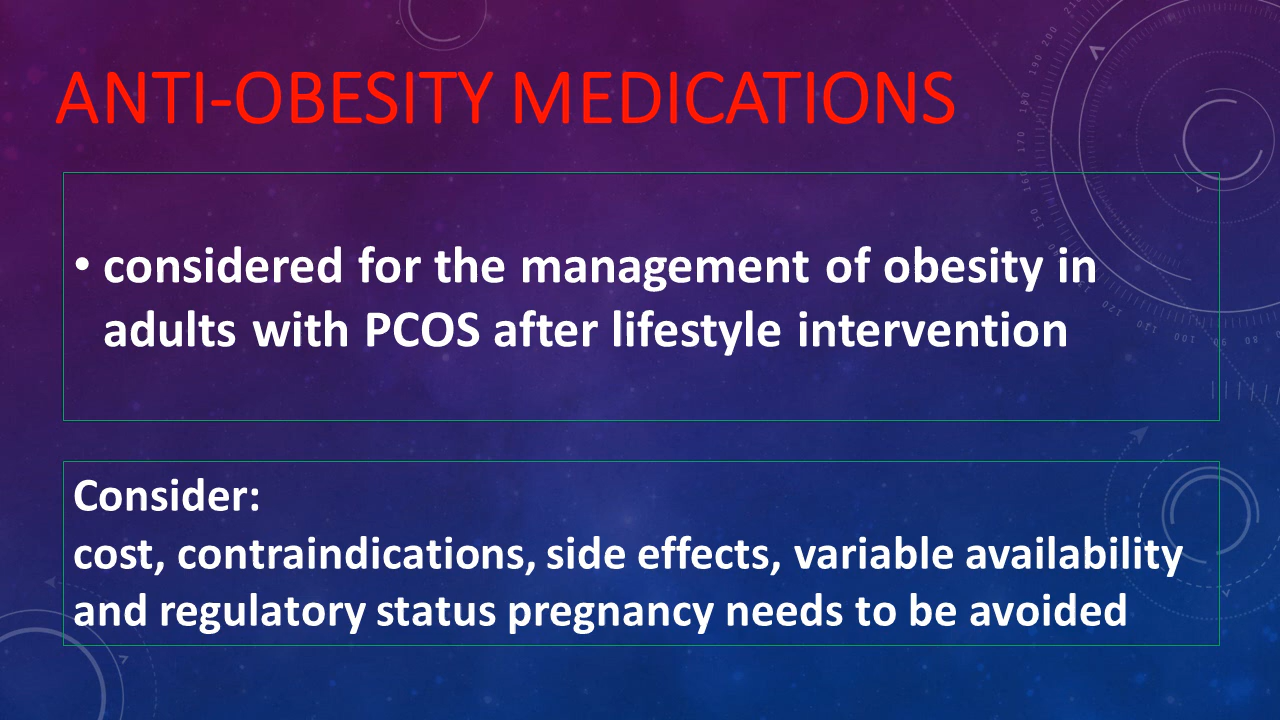 ANTI-OBESITY MEDICATIONS
• considered for the management of obesity in
adults with PCOS after lifestyle intervention
Consider:
cost, contraindications, side effects, variable availability
and regulatory status pregnancy needs to be avoided